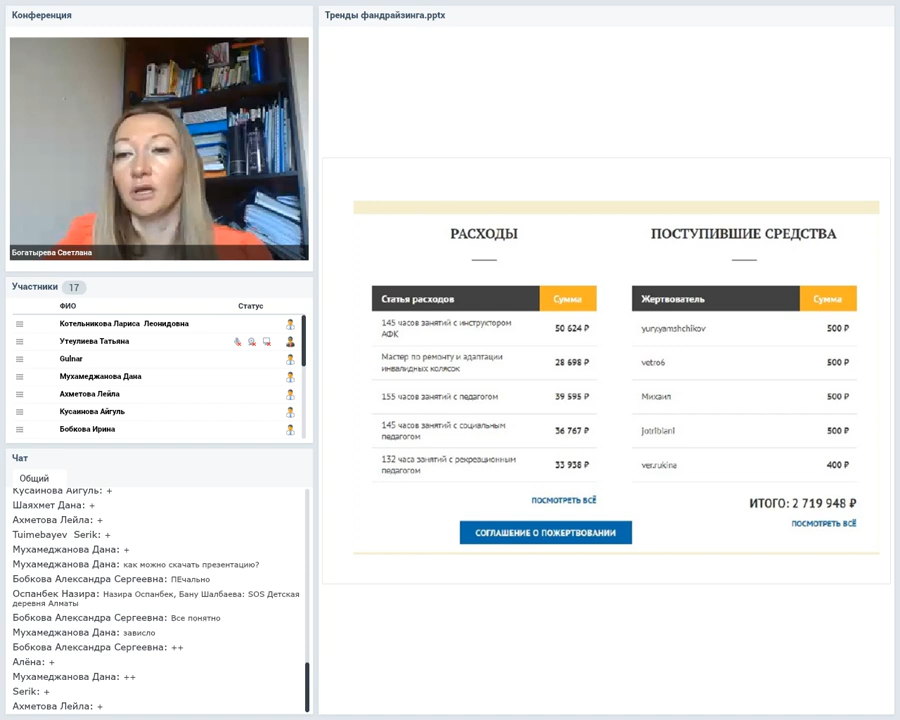 Конференция
Богатырева Светлана
Участники 17
ФИО Статус
Котельникова Лариса Леонидовна
Утеулиева Татьяна
Gulnar
Мухамеджанова Дана
Ахметова Лейла
Кусаинова Айгуль
Бобкова Ирина
Чат
Общий
Кусаинова Айгуль: +
Шаяхмет Дана: +
Ахметова Лейла: +
Tuimebayev Serik: +
Мухамеджанова Дана: +
Мухамеджанова Дана: как можно скачать презентацию?
Бобкова Александра Сергеевна: ПЕчально
Оспанбек Назира: Назира Оспанбек, Бану Шалбаева: SOS Детская
деревня Алматы
Бобкова Александра Сергеевна: Все понятно
Мухамеджанова Дана: зависло
Бобкова Александра Сергеевна: ++
Алёна: +
Мухамеджанова Дана: ++
Serik: +
Ахметова Лейла: +
Тренды фандрайзинга.pptx
РАСХОДЫ
Статья расходов Сумма
145 часов занятий с инструктором
АФК 50 624 ₽
Мастер по ремонту и адаптации
инвалидных колясок 28 698 ₽
155 часов занятий с педагогом 39 595 ₽
145 часов занятий с социальным
педагогом 36 767 ₽
132 часа занятий с рекреационным
педагогом 33 938 ₽
ПОСМОТРЕТЬ ВСЁ
ПОСТУПИВШИЕ СРЕДСТВА
Жертвователь Сумма
yury.yamshchikov 500 ₽
vetro6 500 ₽
Михаил 500 ₽
jotriblani 500 ₽
ver.rukina 400 ₽
ИТОГО: 2 719 948 ₽
ПОСМОТРЕТЬ ВСЁ
СОГЛАШЕНИЕ О ПОЖЕРТВОВАНИИ